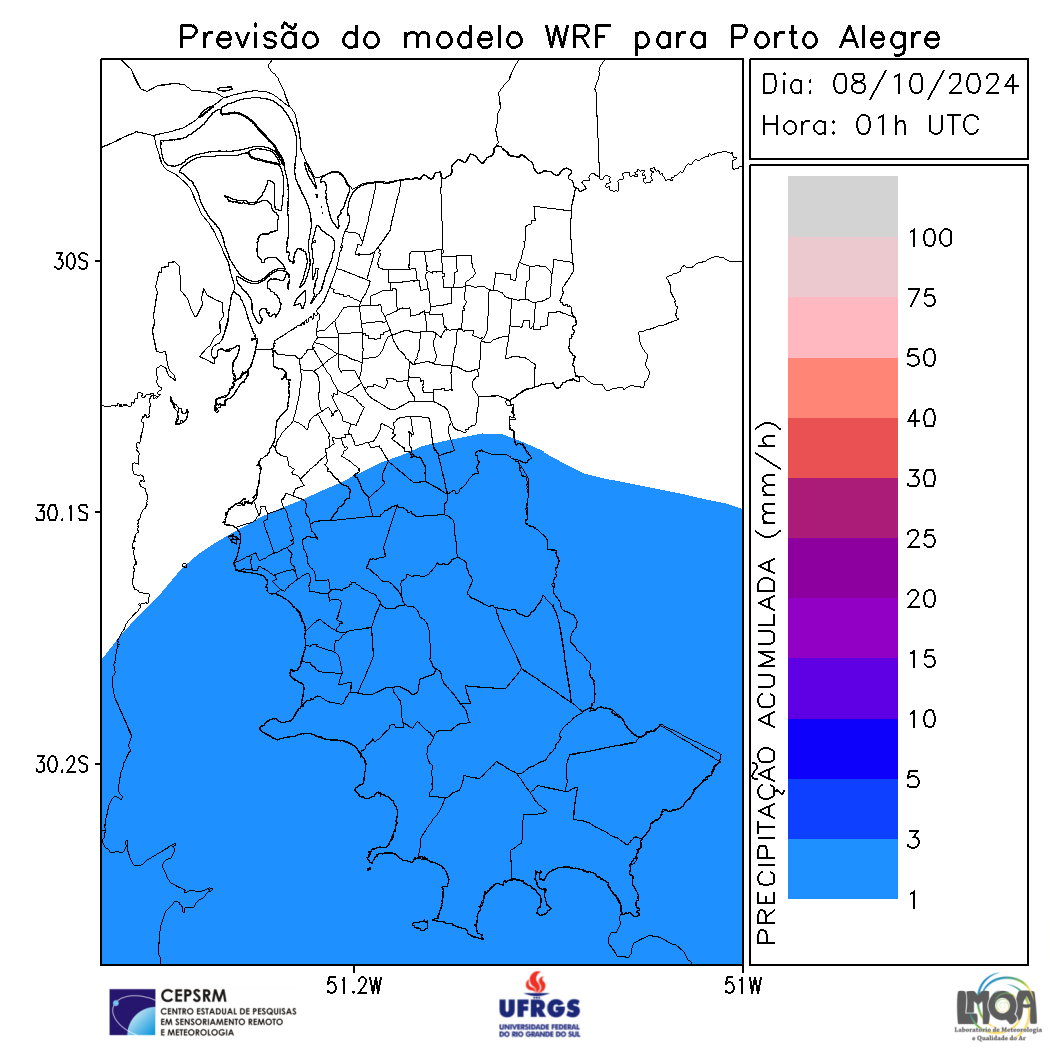 Previsão do modelo WRF para Porto Alegre
Dia: 08/10/2024
Hora: 01h UTC
30S
30.1S
30.2S
51.2W
51W
PRECIPITAÇÃO ACUMULADA (mm/h)
100
75
50
40
30
25
20
15
10
5
3
1
CEPSRM
CENTRO ESTADUAL DE PESQUISAS
EM SENSORIAMENTO REMOTO
E METEOROLOGIA
UFRGS
UNIVERSIDADE FEDERAL
DO RIO GRANDE DO SUL
LMQA
Laboratório de Meteorologia
e Qualidade do Ar